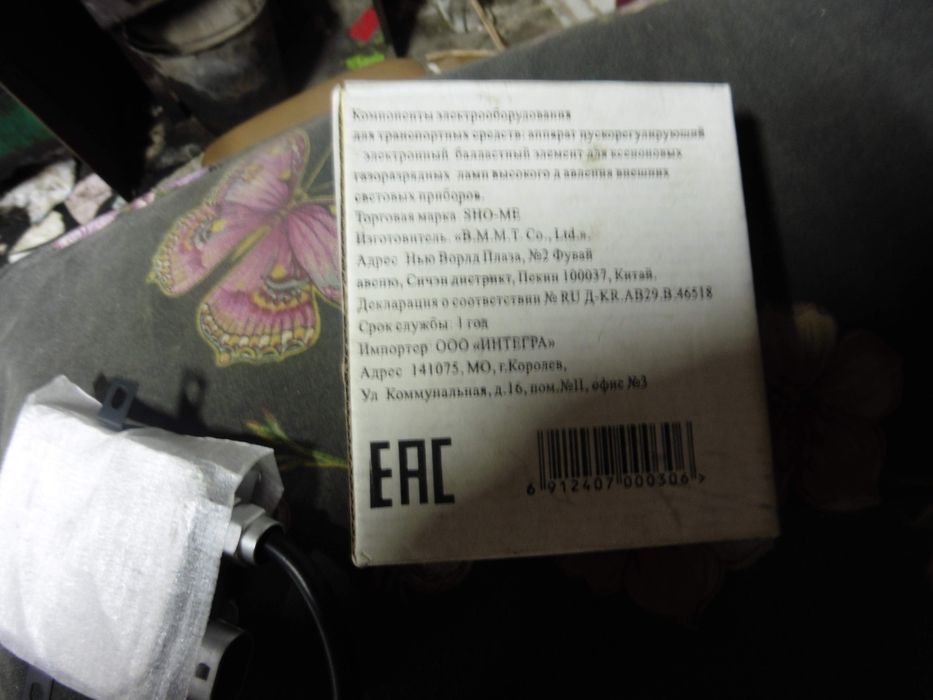 Компоненты электрооборудования
для транспортных средств: аппарат пускорегулирующий
электронный балластный элемент для ксеноновых
газоразрядных ламп высокого давления внешних
световых приборов.
Торговая марка SHO-ME
Изготовитель: «B.M.M.T. Co., Ltd.»,
Адрес Нью Ворлд Плаза, №2 Фувай
авеню, Сичэн дистрикт, Пекин 100037, Китай.
Декларация о соответствии № RU Д-KR.АВ29.В.46518
Срок службы: 1 год
Импортер ООО «ИНТЕГРА»
Адрес 141075, МО, г.Королев,
Ул Коммунальная, д.16, пом.№II, офис №3
EAC
6 912407 000306 >